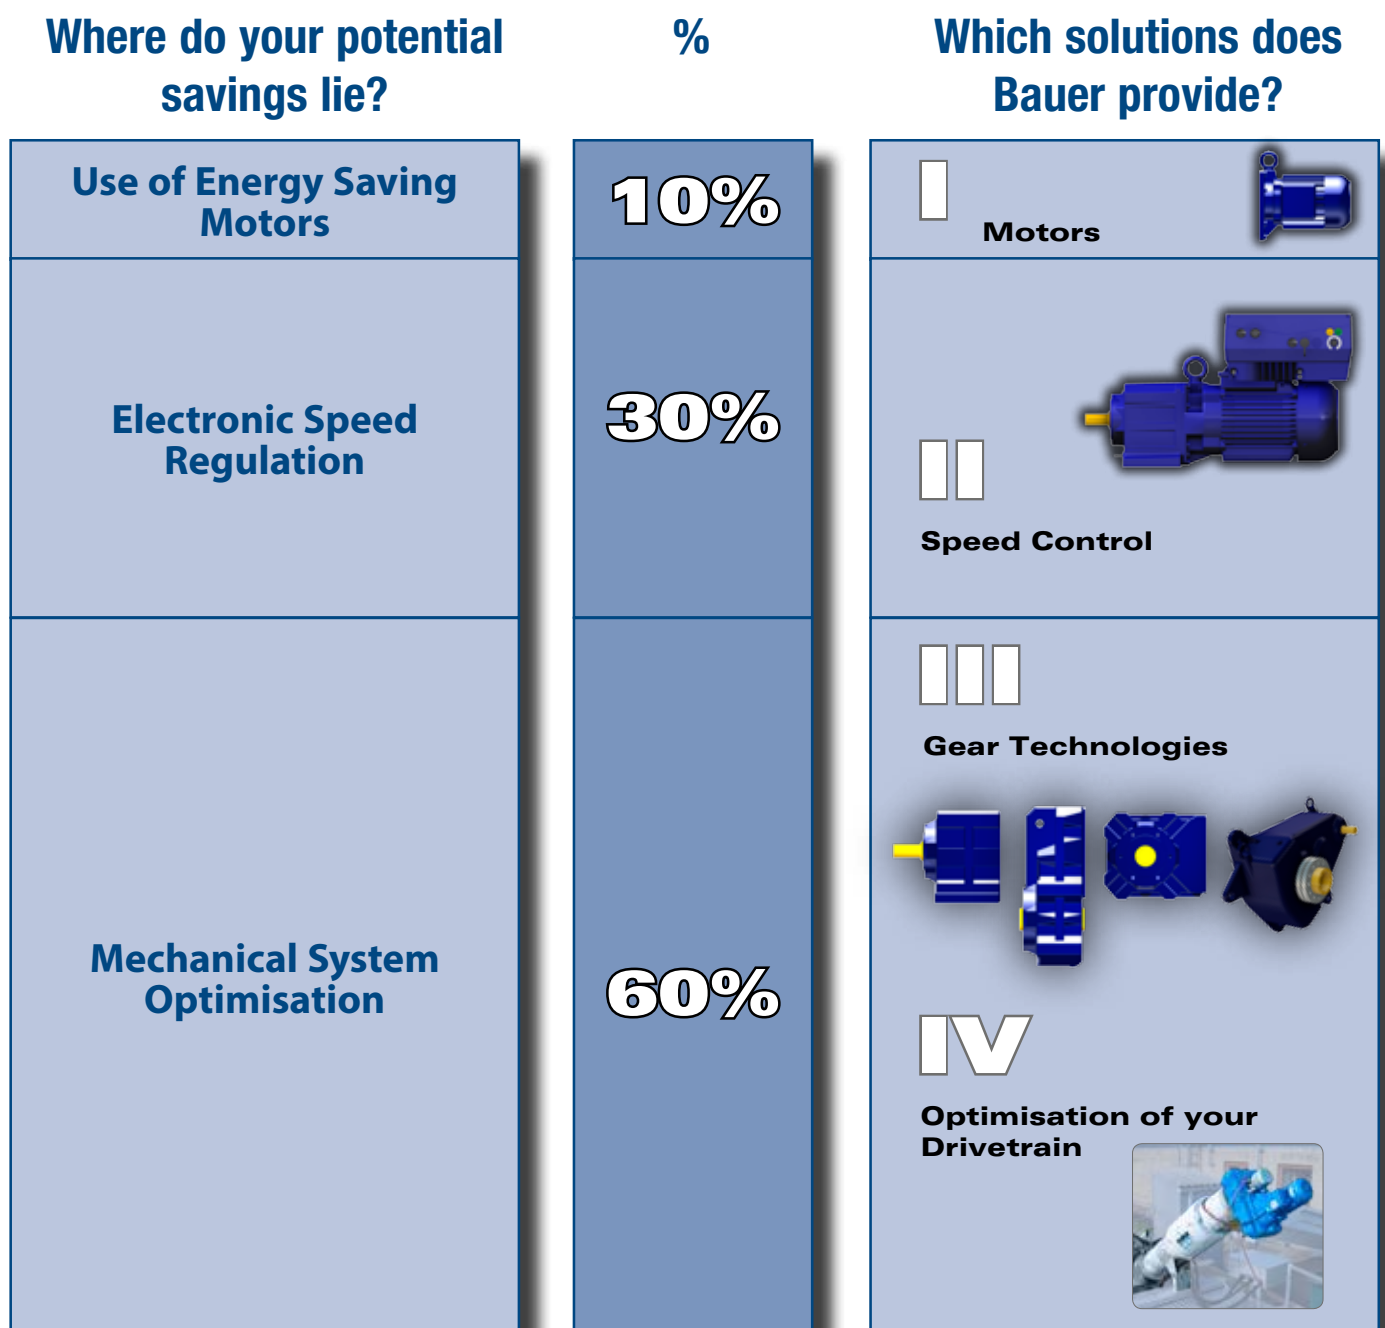 Where do your potential
savings lie?
%
Which solutions does
Bauer provide?
Use of Energy Saving
Motors
10%
I
Motors
Electronic Speed
Regulation
30%
II
Speed Control
Mechanical System
Optimisation
60%
III
Gear Technologies
IV
Optimisation of your
Drivetrain